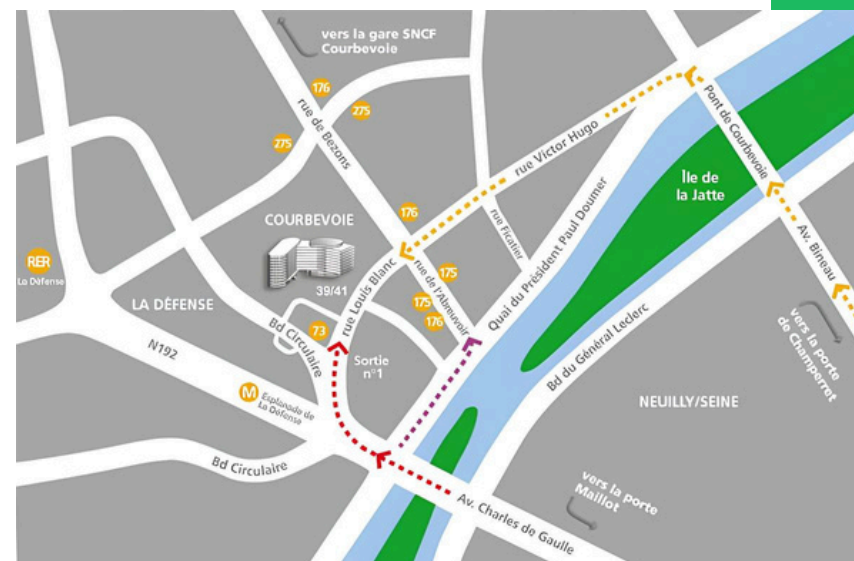 vers la gare SNCF
Courbevoie
176
275
275
rue de Bezons
rue Victor Hugo
Pont de Courbevoie
Île de
la Jatte
Av. Bineau
vers la porte
de Champerret
176
COURBEVOIE
39/41
rue Louis Blanc
rue de l'Abreuvoir
rue Ficatier
Quai du Président Paul Doumer
175
175
176
RER
La Défense
LA DÉFENSE
N192
Bd Circulaire
73
Sortie
n°1
M
Esplanade de
La Défense
Bd Circulaire
Bd du Général Leclerc
NEUILLY/SEINE
vers la porte
Maillot
Av. Charles de Gaulle